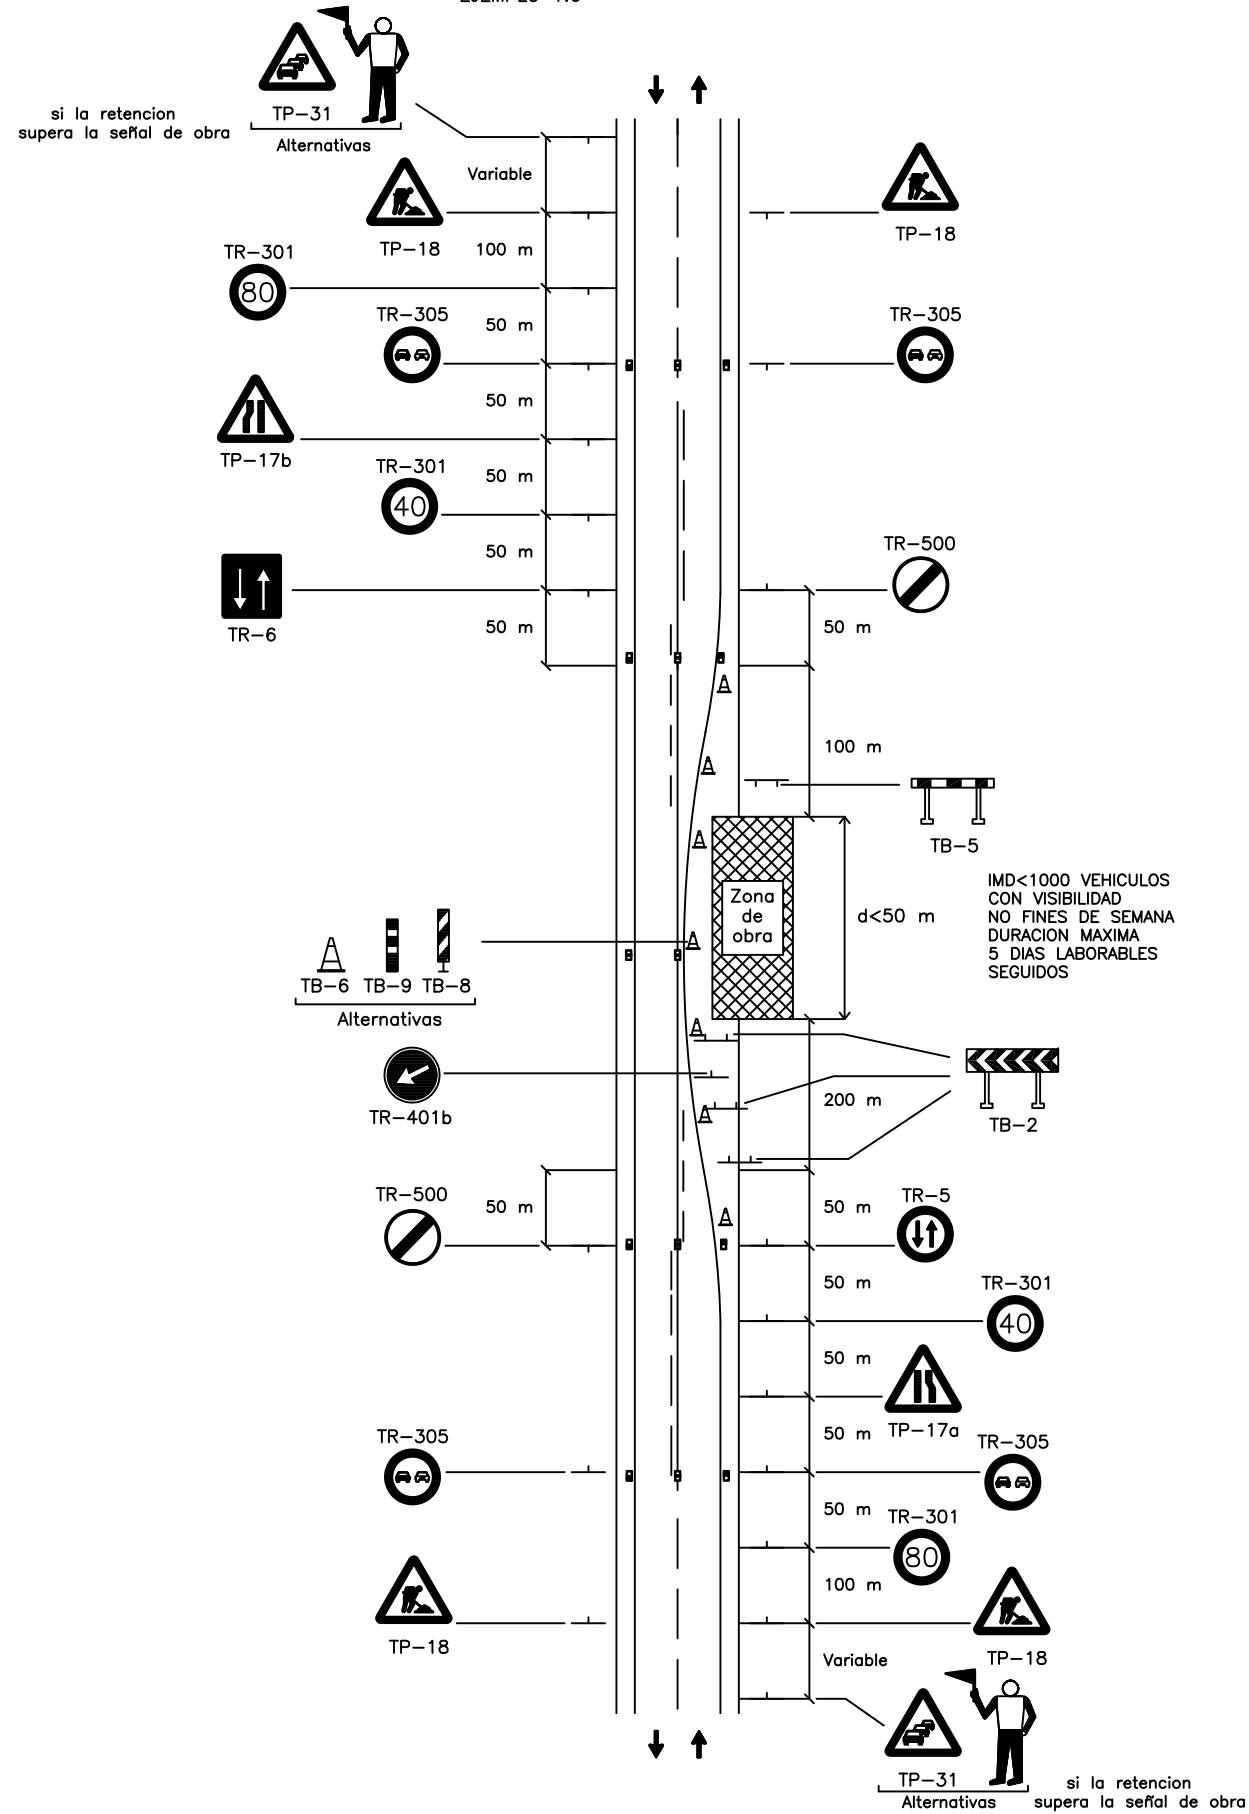 TP-31
si la retencion
supera la señal de obra
Alternativas
Variable
TP-18
TP-18
100 m
TR-301
80
50 m
TR-305
TR-305
50 m
TP-17b
TR-301
50 m
40
TR-500
50 m
TR-6
50 m
50 m
100 m
TB-5
Zona
de
obra
d<50 m
IMD<1000 VEHICULOS
CON VISIBILIDAD
NO FINES DE SEMANA
DURACION MAXIMA
5 DIAS LABORABLES
SEGUIDOS
TB-6 TB-9 TB-8
Alternativas
TR-401b
200 m
TB-2
TR-500
50 m
50 m
TR-5
50 m
TR-301
40
50 m
TP-17a
50 m
TR-305
TR-305
50 m
TR-301
80
100 m
TP-18
TP-18
Variable
TP-31
Alternativas
si la retencion
supera la señal de obra